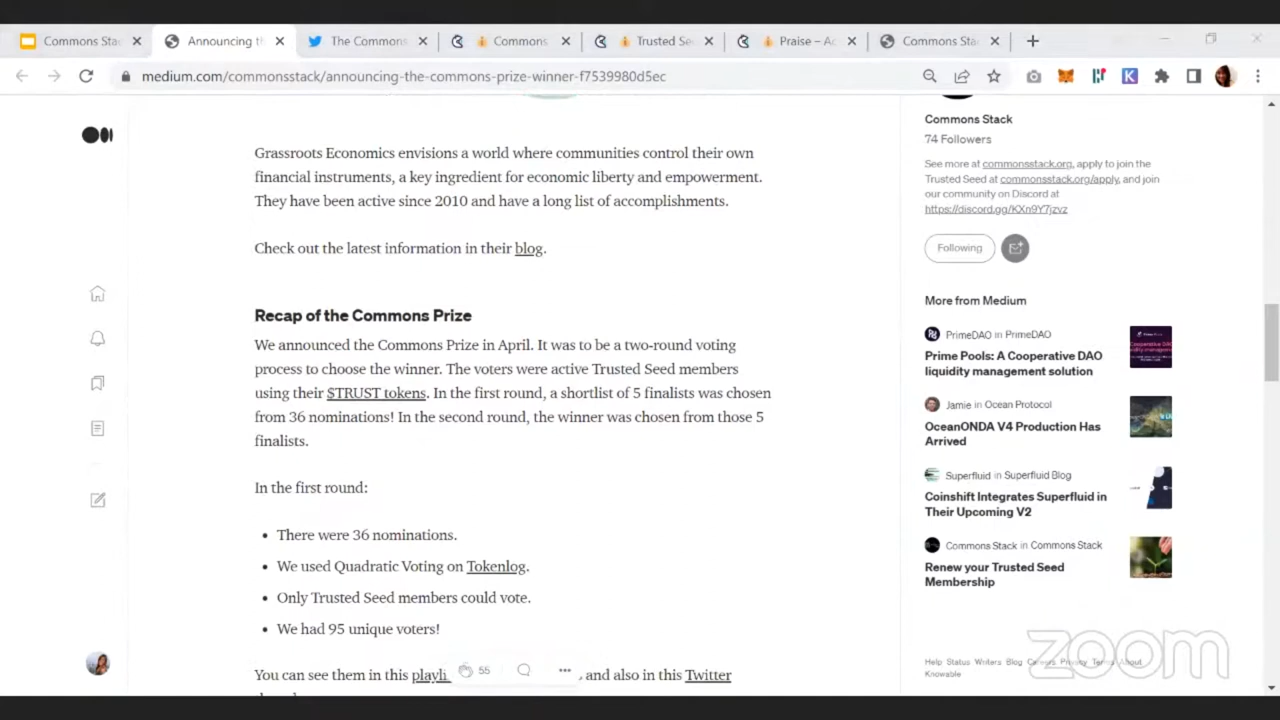 Commons Sta
Announcing th
The Commons
Commons
Trusted Se
Praise – Ac
Commons Sta
medium.com/commonsstack/announcing-the-commons-prize-winner-f7539980d5ec
Grassroots Economics envisions a world where communities control their own
financial instruments, a key ingredient for economic liberty and empowerment.
They have been active since 2010 and have a long list of accomplishments.
Check out the latest information in their blog.
Recap of the Commons Prize
We announced the Commons Prize in April. It was to be a two-round voting
process to choose the winner. The voters were active Trusted Seed members
using their $TRUST tokens. In the first round, a shortlist of 5 finalists was chosen
from 36 nominations! In the second round, the winner was chosen from those 5
finalists.
In the first round:
• There were 36 nominations.
• We used Quadratic Voting on Tokenlog.
• Only Trusted Seed members could vote.
• We had 95 unique voters!
You can see them in this playli and also in this Twitter
55
Commons Stack
74 Followers
See more at commonsstack.org, apply to join the
Trusted Seed at commonsstack.org/apply, and join
our community on Discord at
https://discord.gg/KXn9Y7jzvz
Following
More from Medium
PrimeDAO in PrimeDAO
Prime Pools: A Cooperative DAO
liquidity management solution
Jamie in Ocean Protocol
OceanONDA V4 Production Has
Arrived
Superfluid in Superfluid Blog
Coinshift Integrates Superfluid in
Their Upcoming V2
Commons Stack in Commons Stack
Renew your Trusted Seed
Membership
Help Status Writers Blog Careers Privacy Terms About
Knowable
zoom